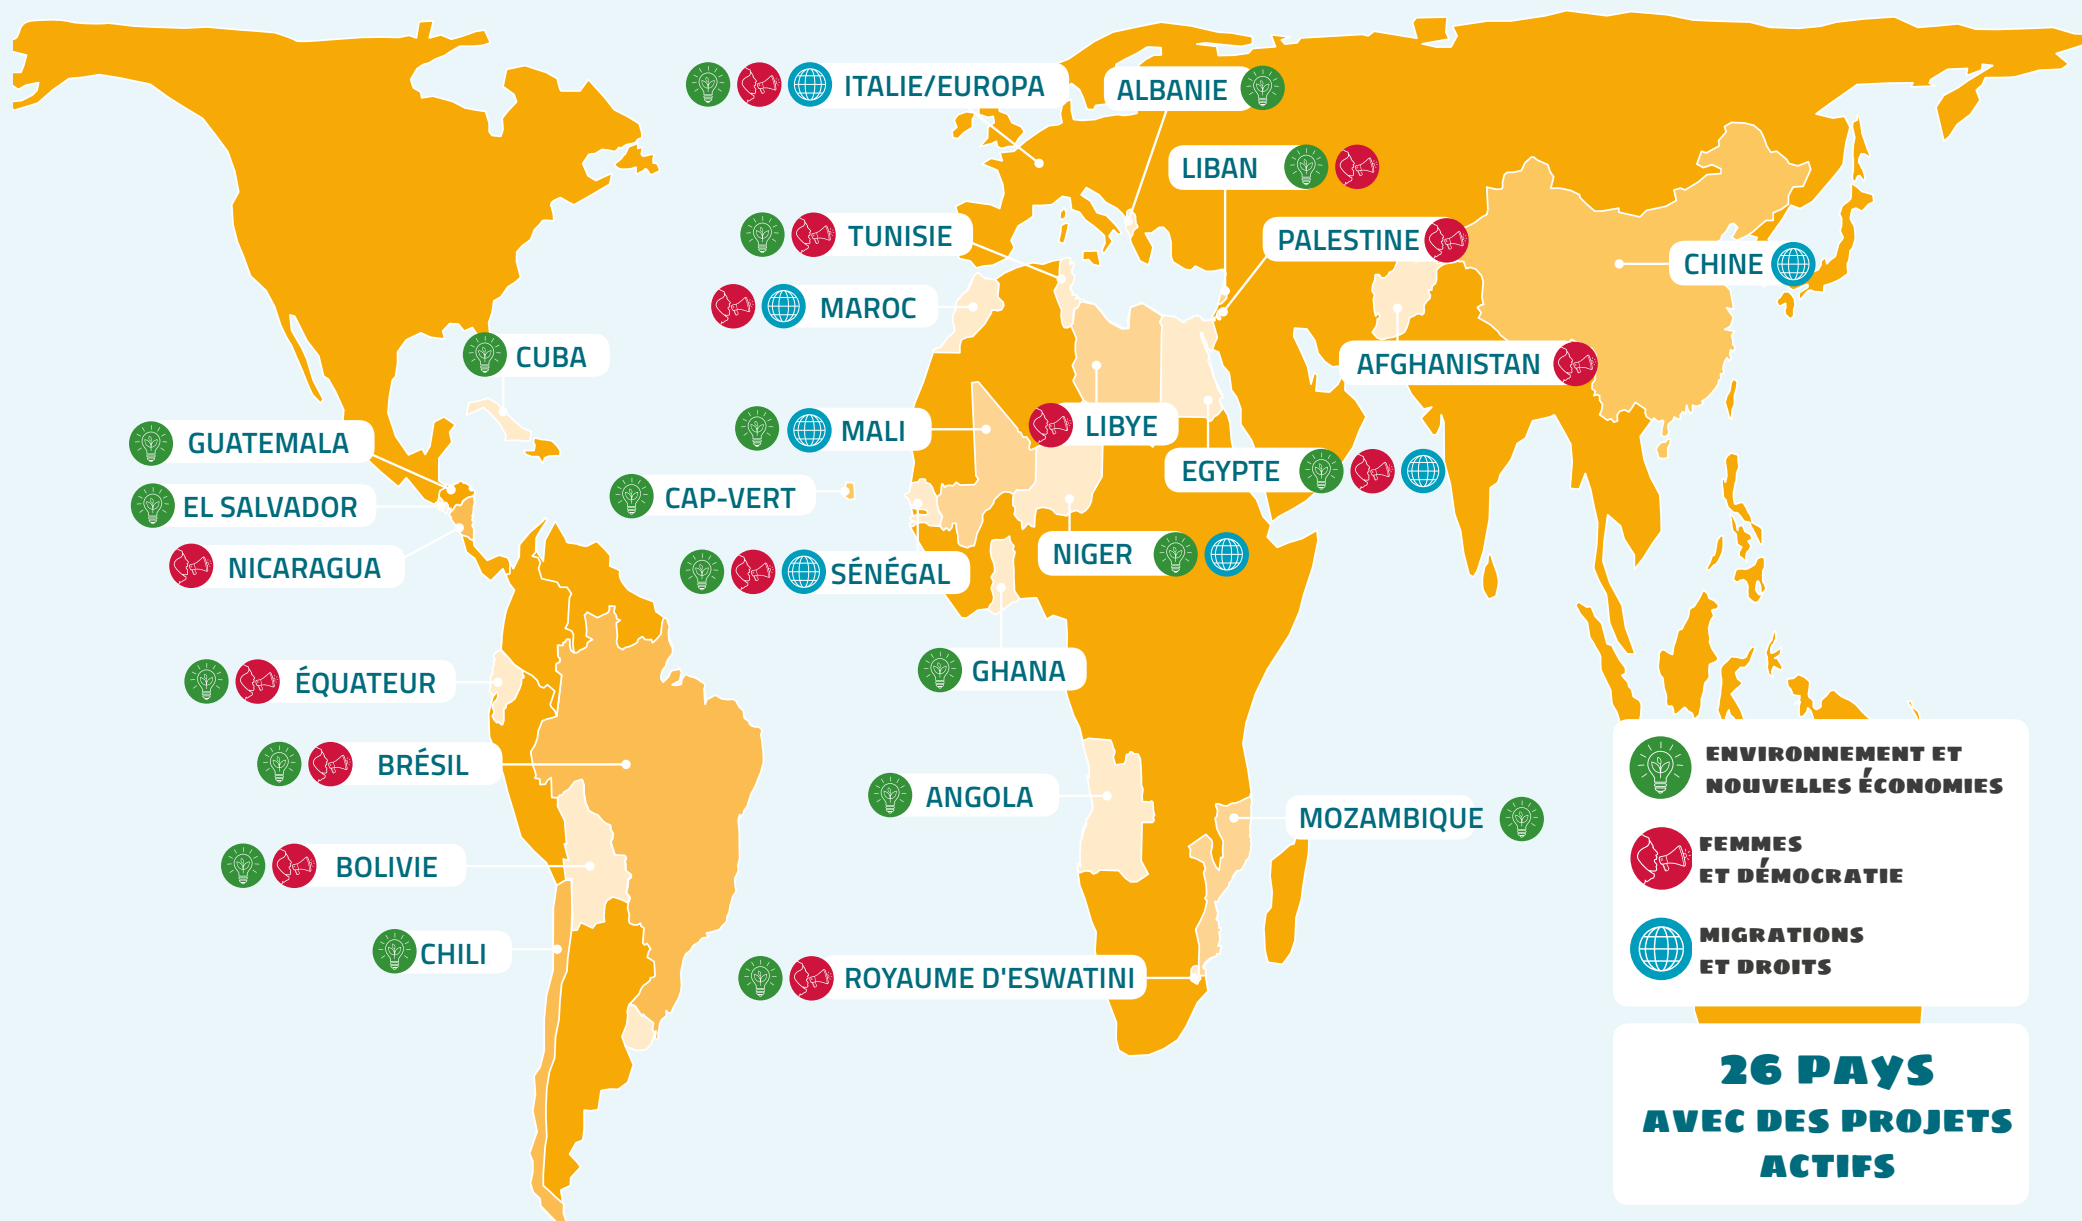 ITALIE/EUROPA
ALBANIE
LIBAN
TUNISIE
PALESTINE
CHINE
MAROC
CUBA
AFGHANISTAN
MALI
LIBYE
GUATEMALA
EGYPTE
CAP-VERT
EL SALVADOR
NIGER
NICARAGUA
SÉNÉGAL
GHANA
ÉQUATEUR
BRÉSIL
ANGOLA
MOZAMBIQUE
BOLIVIE
CHILI
ROYAUME D'ESWATINI
ENVIRONNEMENT ET
NOUVELLES ÉCONOMIES
FEMMES
ET DÉMOCRATIE
MIGRATIONS
ET DROITS
26 PAYS
AVEC DES PROJETS
ACTIFS